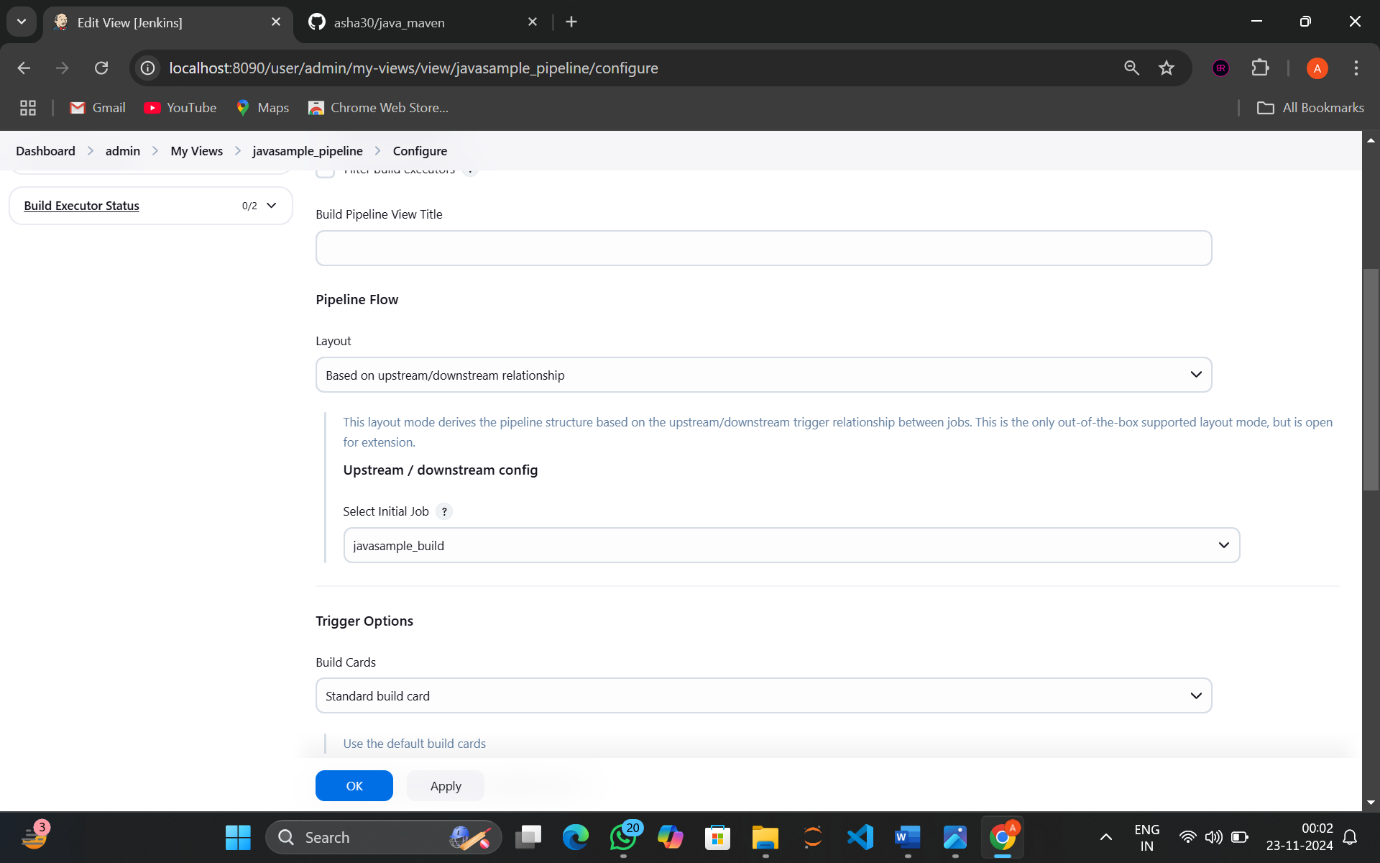 Edit View [Jenkins]
asha30/java_maven
localhost:8090/user/admin/my-views/view/javasample_pipeline/configure
BR
A
Gmail
YouTube
Maps
Chrome Web Store...
All Bookmarks
Dashboard
admin
My Views
javasample_pipeline
Configure
Filter build executors ?
Build Executor Status
0/2
Build Pipeline View Title
Pipeline Flow
Layout
Based on upstream/downstream relationship
This layout mode derives the pipeline structure based on the upstream/downstream trigger relationship between jobs. This is the only out-of-the-box supported layout mode, but is open
for extension.
Upstream / downstream config
Select Initial Job ?
javasample_build
Trigger Options
Build Cards
Standard build card
Use the default build cards
OK
Apply
3
Search
20
W
A
ENG
IN
00:02
23-11-2024